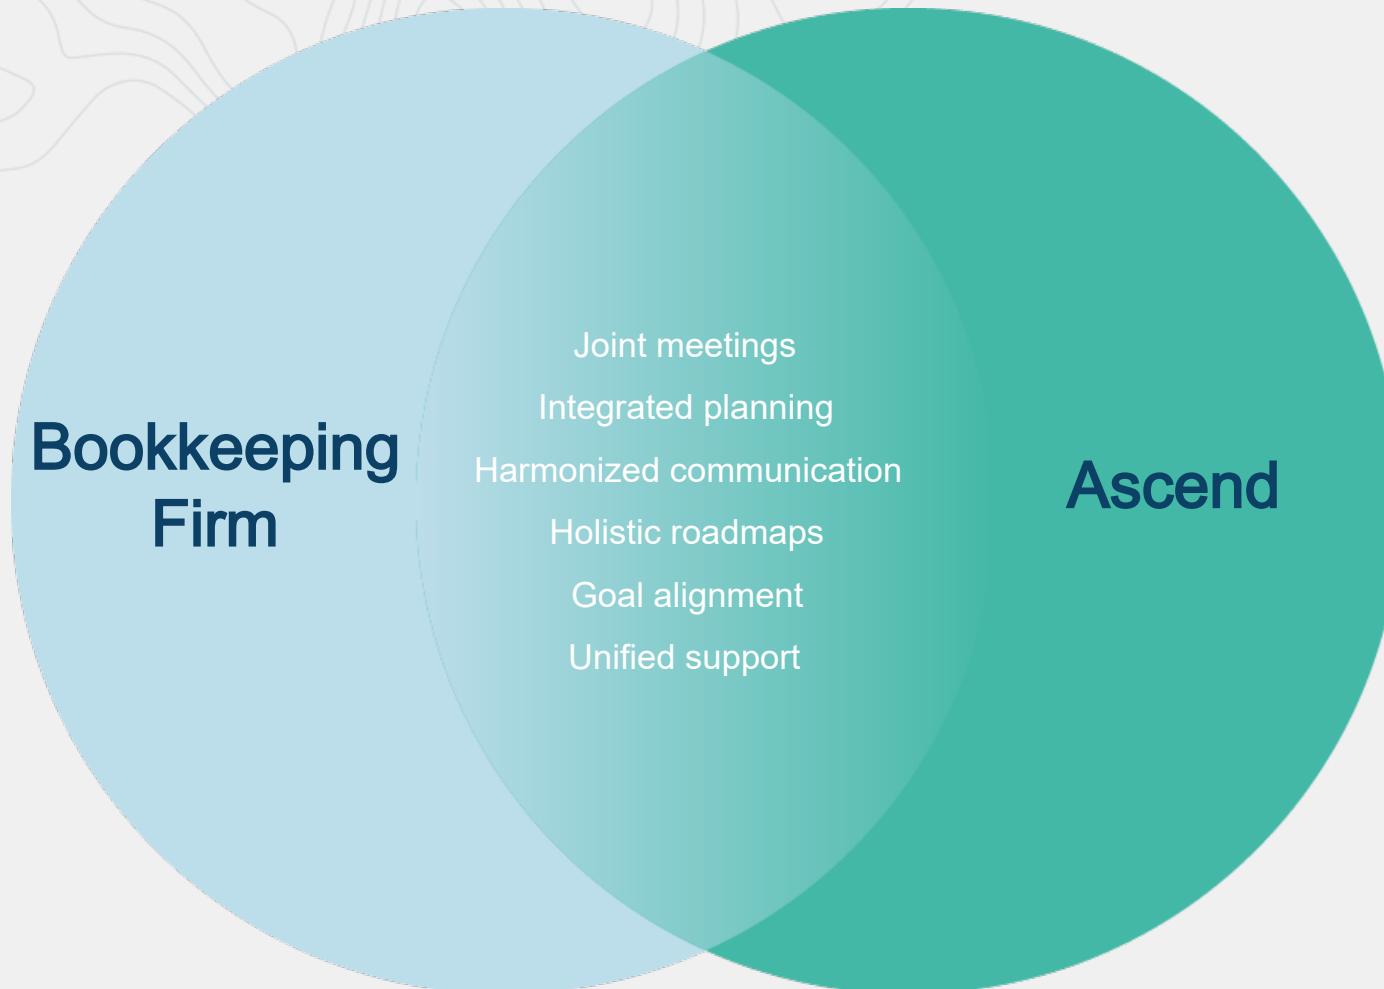 Bookkeeping
Firm
Joint meetings
Integrated planning
Harmonized communication
Holistic roadmaps
Goal alignment
Unified support
Ascend